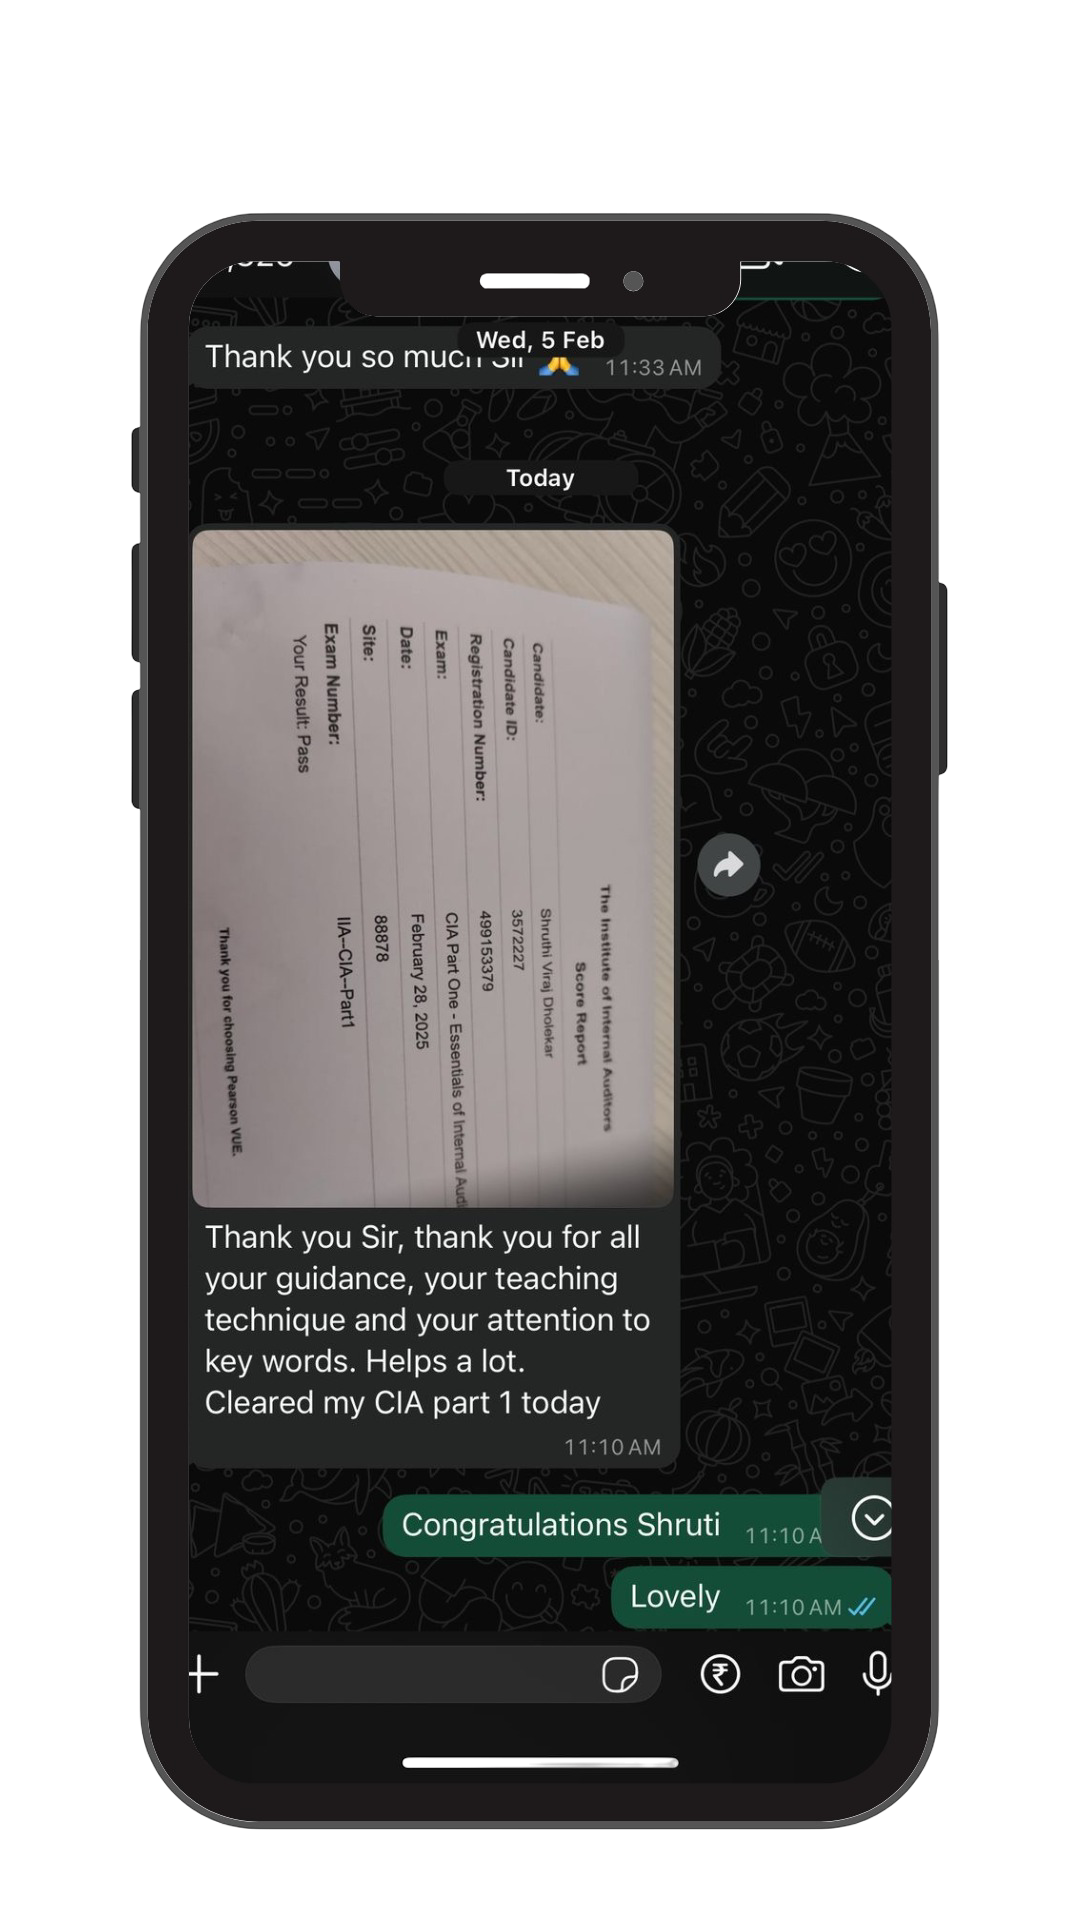 Wed, 5 Feb
Thank you so much Sir 🙏 11:33 AM
Today
The Institute of Internal Auditors
Score Report
Candidate: Shruthi Viraj Dholekar
Candidate ID: 3572227
Registration Number: 499153379
Exam: CIA Part One - Essentials of Internal Audi
Date: February 28, 2025
Site: 88878
Exam Number: IIA--CIA--Part1
Your Result: Pass
Thank you for choosing Pearson VUE.
Thank you Sir, thank you for all
your guidance, your teaching
technique and your attention to
key words. Helps a lot.
Cleared my CIA part 1 today
11:10 AM
Congratulations Shruti 11:10 A
Lovely 11:10 AM